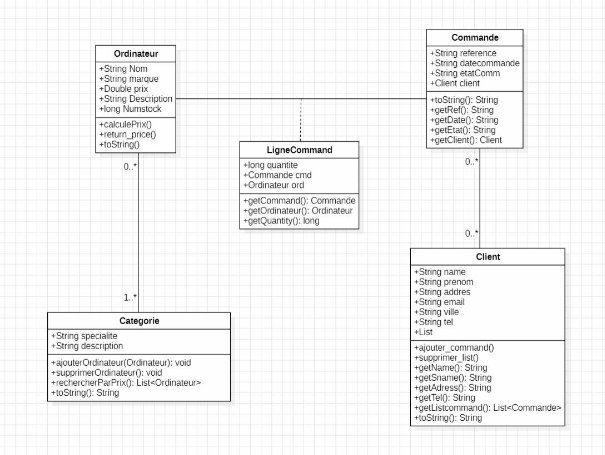 Ordinateur
+String Nom
+String marque
+Double prix
+String Description
+long Numstock
+calculePrix()
+return_price()
+toString()
0..*
1..*
Categorie
+String specialite
+String description
+ajouterOrdinateur(Ordinateur): void
+supprimerOrdinateur(): void
+rechercherParPrix(): List<Ordinateur>
+toString(): String
LigneCommand
+long quantite
+Commande cmd
+Ordinateur ord
+getCommand(): Commande
+getOrdinateur(): Ordinateur
+getQuantity(): long
Commande
+String reference
+String datecommande
+String etatComm
+Client client
+toString(): String
+getRef(): String
+getDate(): String
+getEtat(): String
+getClient(): Client
0..*
0..*
Client
+String name
+String prenom
+String addres
+String email
+String ville
+String tel
+List
+ajouter_command()
+supprimer_list()
+getName(): String
+getSname(): String
+getAdress(): String
+getTel(): String
+getListcommand(): List<Commande>
+toString(): String